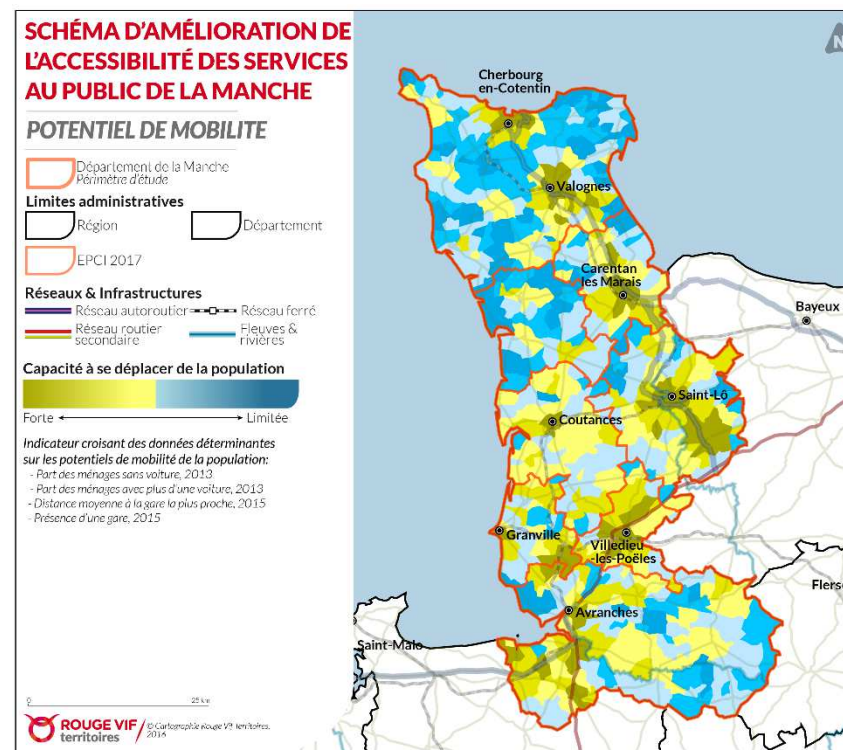 SCHÉMA D'AMÉLIORATION DE
L'ACCESSIBILITÉ DES SERVICES
AU PUBLIC DE LA MANCHE
POTENTIEL DE MOBILITE
Département de la Manche
Périmètre d'étude
Limites administratives
Région
Département
EPCI 2017
Réseaux & Infrastructures
Réseau autoroutier
Réseau ferré
Réseau routier
secondaire
Fleuves &
rivières
Capacité à se déplacer de la population
Forte
Limitée
Indicateur croisant des données déterminantes
sur les potentiels de mobilité de la population:
- Part des ménages sans voiture, 2013
- Part des ménages avec plus d'une voiture, 2013
- Distance moyenne à la gare la plus proche, 2015
- Présence d'une gare, 2015
0
25 km
ROUGE VIF
territoires
© Cartographie Rouge Vif territoires,
2016
N
Cherbourg
en-Cotentin
Valognes
Carentan
les Marais
Bayeux
Saint-Lô
Coutances
Granville
Villedieu
-les-Poëles
Flers
Avranches
Saint-Malo